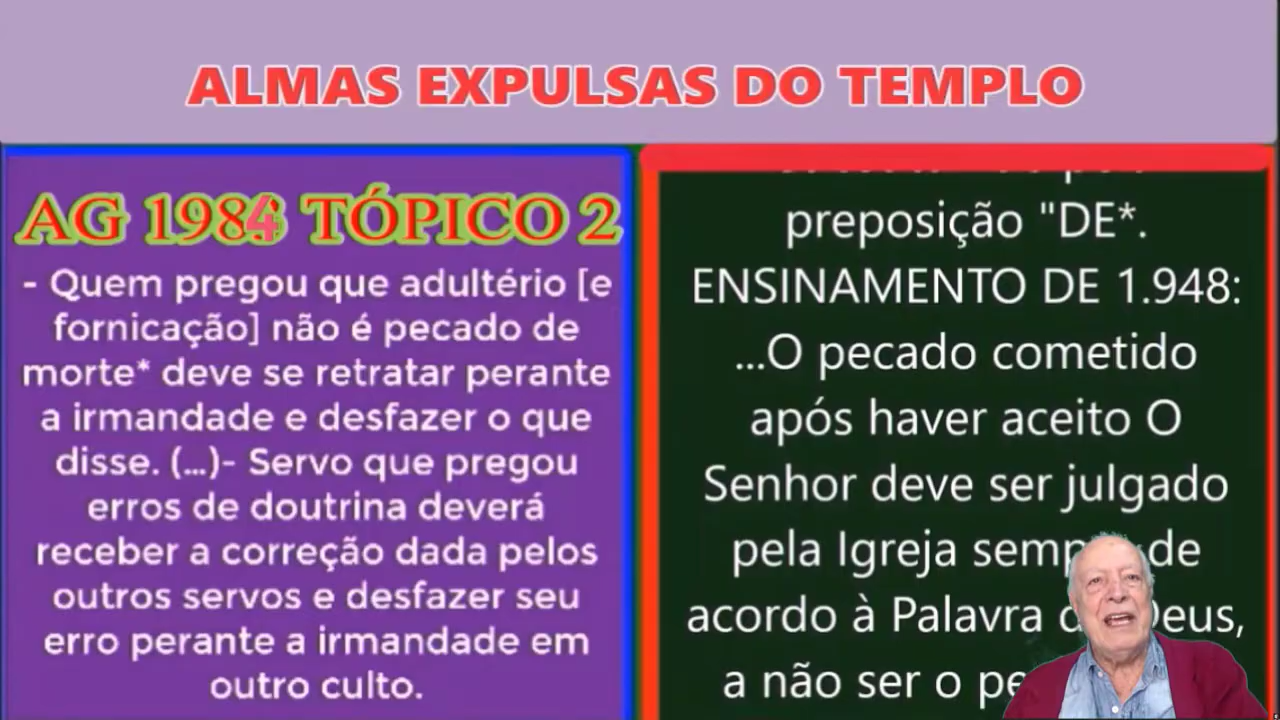 ALMAS EXPULSAS DO TEMPLO
AG 1984 TÓPICO 2
- Quem pregou que adultério [e
fornicação] não é pecado de
morte* deve se retratar perante
a irmandade e desfazer o que
disse. (...)- Servo que pregou
erros de doutrina deverá
receber a correção dada pelos
outros servos e desfazer seu
erro perante a irmandade em
outro culto.
preposição "DE*.
ENSINAMENTO DE 1.948:
...O pecado cometido
após haver aceito O
Senhor deve ser julgado
pela Igreja de
acordo à Palavra Deus,
a não ser o